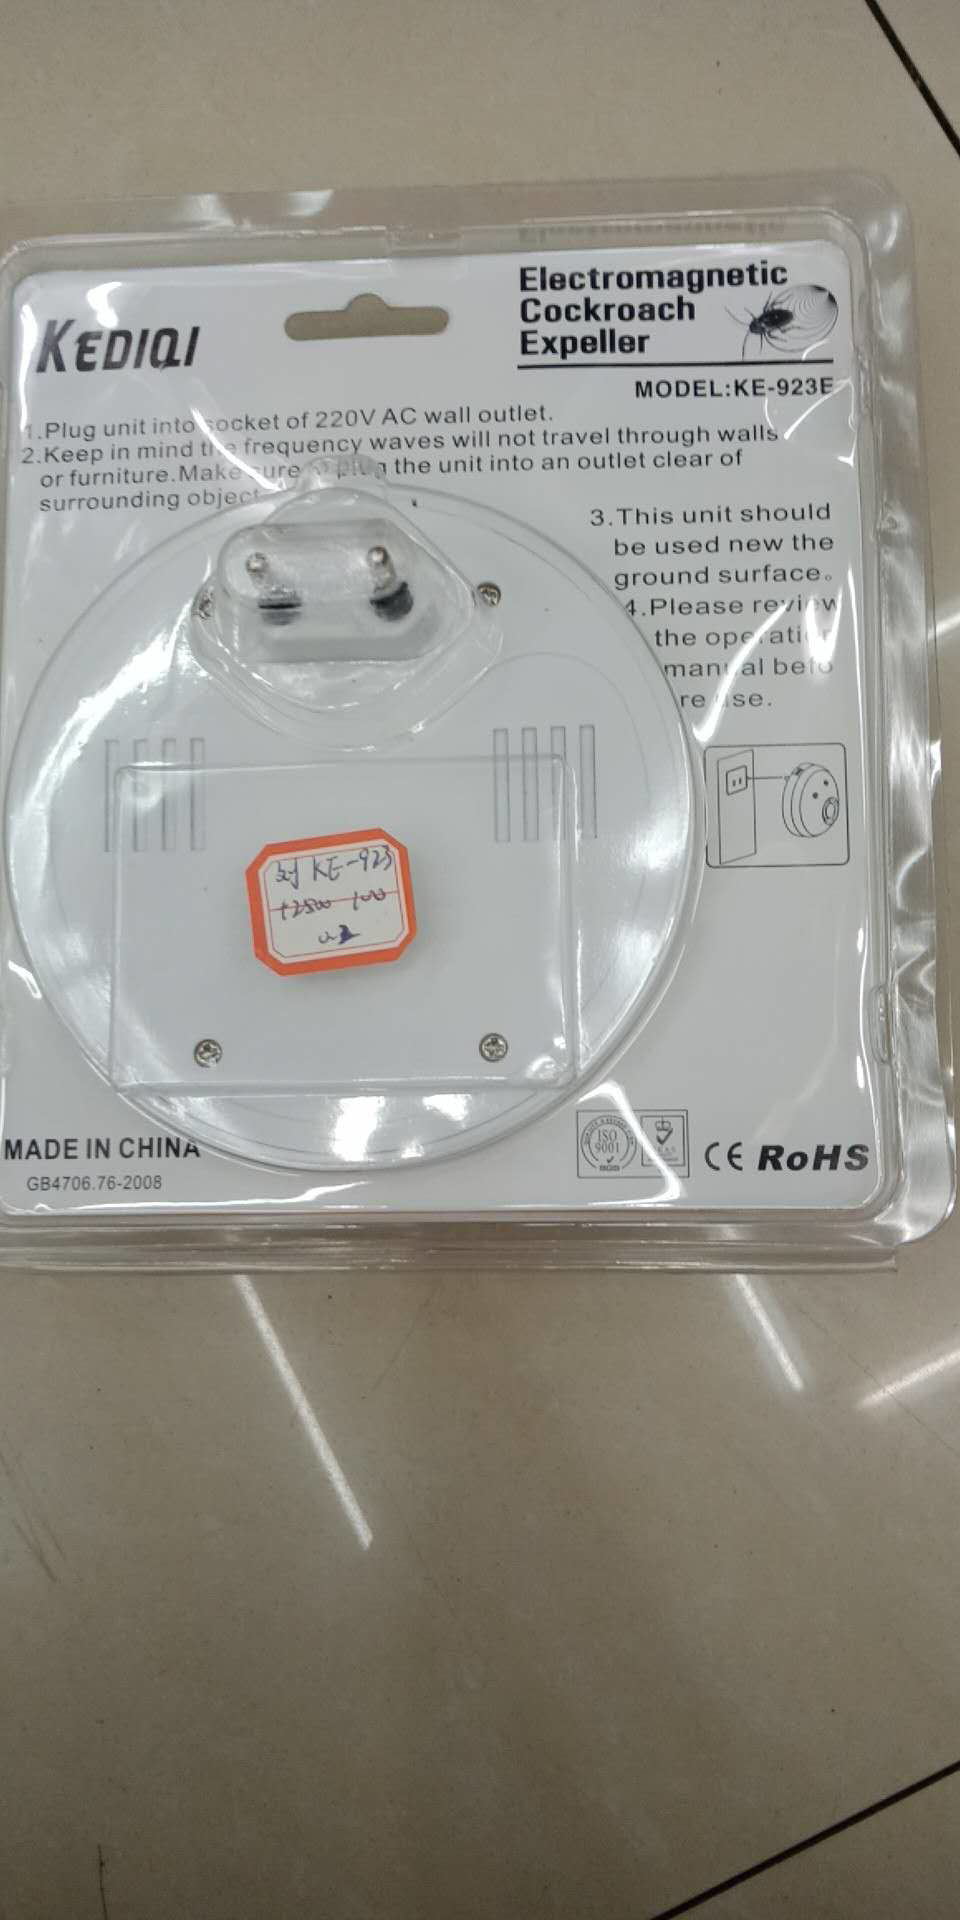 KEDIQI
Electromagnetic
Cockroach
Expeller
MODEL:KE-923E
1.Plug unit into socket of 220V AC wall outlet.
2.Keep in mind the frequency waves will not travel through walls
or furniture.Make sure to plug the unit into an outlet clear of
surrounding object
3.This unit should
be used new the
ground surface。
4.Please review
the operation
manual befo
re use.
KE-923
MADE IN CHINA
GB4706.76-2008
ISO
9001
SGS
CE RoHS